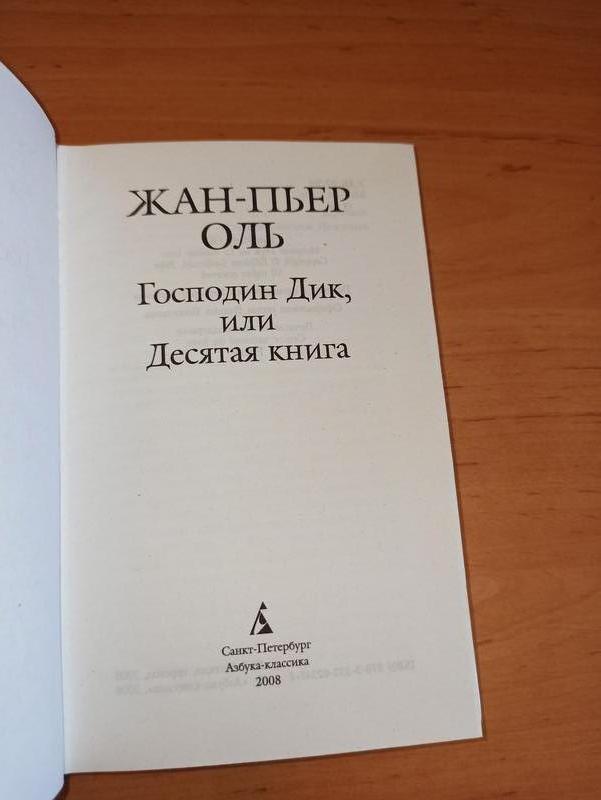 ЖАН-ПЬЕР
ОЛЬ
Господин Дик,
или
Десятая книга
Санкт-Петербург
Азбука-классика
2008